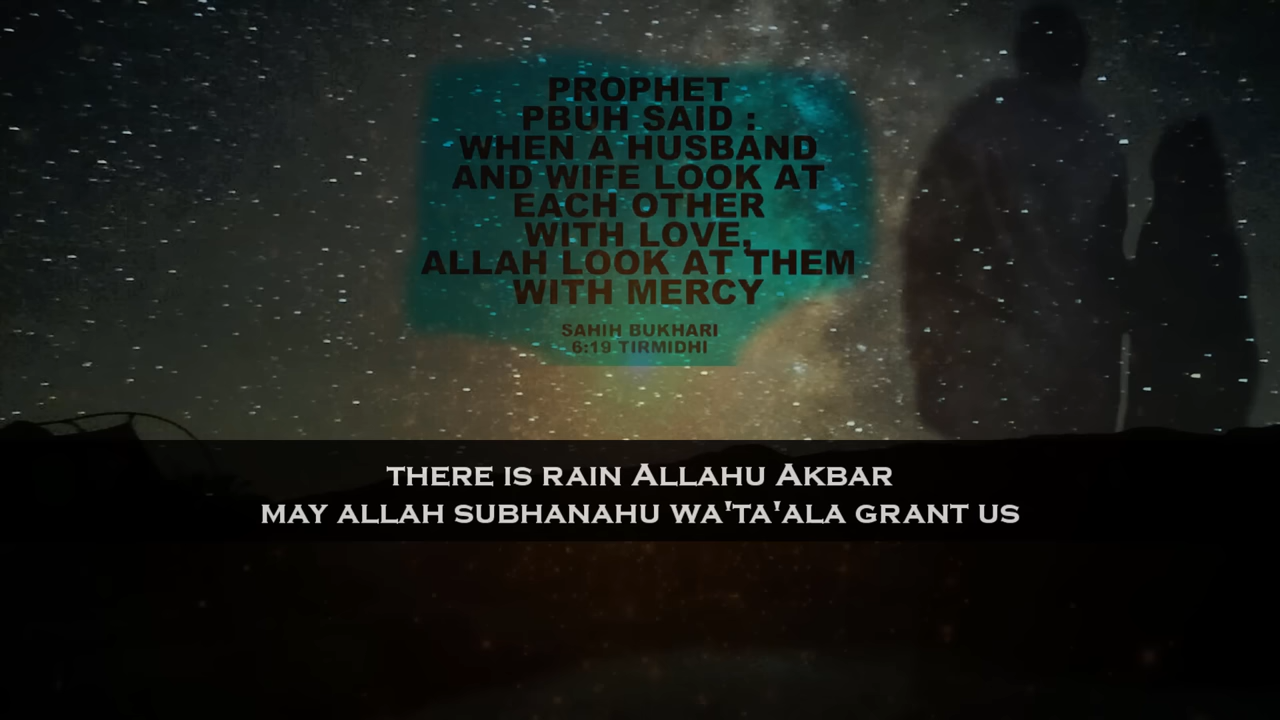 PROPHET
PBUH SAID :
WHEN A HUSBAND
AND WIFE LOOK AT
EACH OTHER
WITH LOVE,
ALLAH LOOK AT THEM
WITH MERCY
SAHIH BUKHARI
6:19 TIRMIDHI
THERE IS RAIN ALLAHU AKBAR
MAY ALLAH SUBHANAHU WA'TA'ALA GRANT US